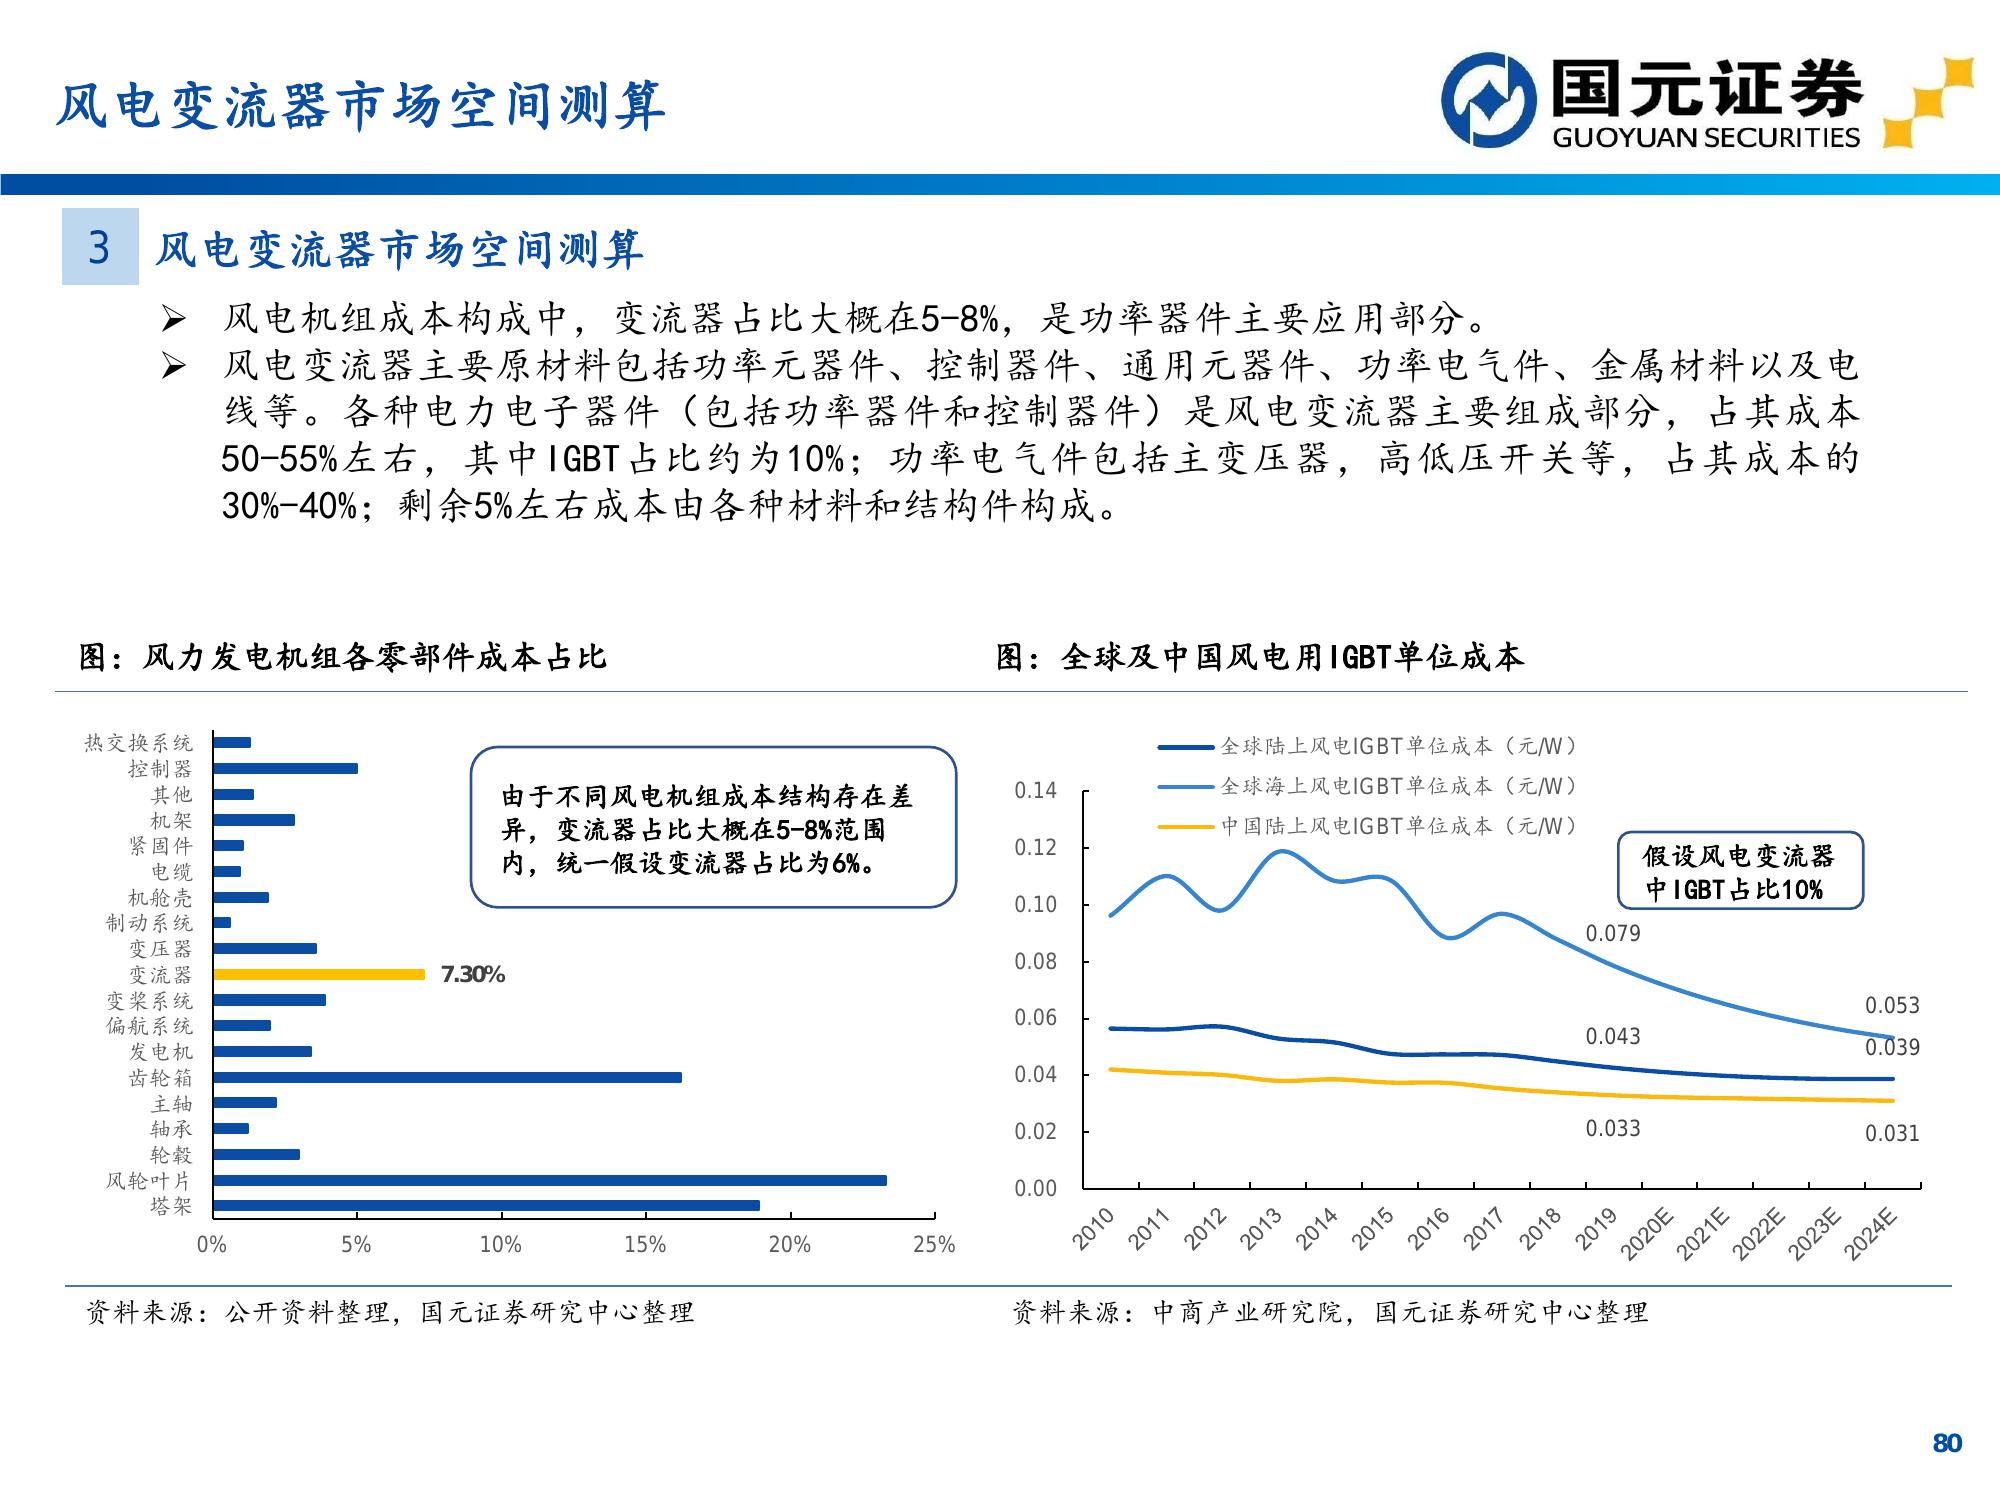 风电变流器市场空间测算
国元证券
GUOYUAN SECURITIES
3
风电变流器市场空间测算
➢ 风电机组成本构成中，变流器占比大概在5-8%，是功率器件主要应用部分。
➢ 风电变流器主要原材料包括功率元器件、控制器件、通用元器件、功率电气件、金属材料以及电
线等。各种电力电子器件（包括功率器件和控制器件）是风电变流器主要组成部分，占其成本
50-55%左右，其中IGBT占比约为10%；功率电气件包括主变压器，高低压开关等，占其成本的
30%-40%；剩余5%左右成本由各种材料和结构件构成。
图：风力发电机组各零部件成本占比
热交换系统
控制器
其他
机架
紧固件
电缆
机舱壳
制动系统
变压器
变流器
变桨系统
偏航系统
发电机
齿轮箱
主轴
轴承
轮毂
风轮叶片
塔架
7.30%
0% 5% 10% 15% 20% 25%
由于不同风电机组成本结构存在差
异，变流器占比大概在5-8%范围
内，统一假设变流器占比为6%。
资料来源：公开资料整理，国元证券研究中心整理
图：全球及中国风电用IGBT单位成本
全球陆上风电IGBT单位成本（元/W）
全球海上风电IGBT单位成本（元/W）
中国陆上风电IGBT单位成本（元/W）
假设风电变流器
中IGBT占比10%
0.14
0.12
0.10
0.08
0.06
0.04
0.02
0.00
0.079
0.053
0.043
0.039
0.033
0.031
2010 2011 2012 2013 2014 2015 2016 2017 2018 2019 2020E 2021E 2022E 2023E 2024E
资料来源：中商产业研究院，国元证券研究中心整理
80